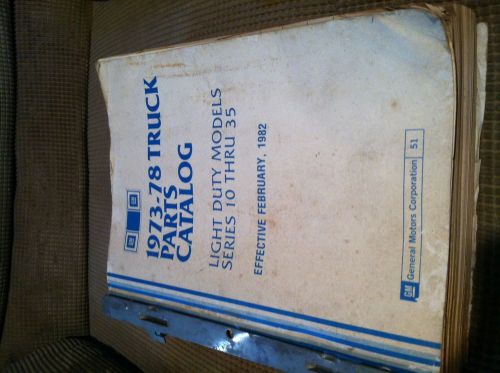 1973-78 TRUCK
PARTS
CATALOG
LIGHT DUTY MODELS
SERIES 10 THRU 35
EFFECTIVE FEBRUARY, 1982
GM General Motors Corporation 51